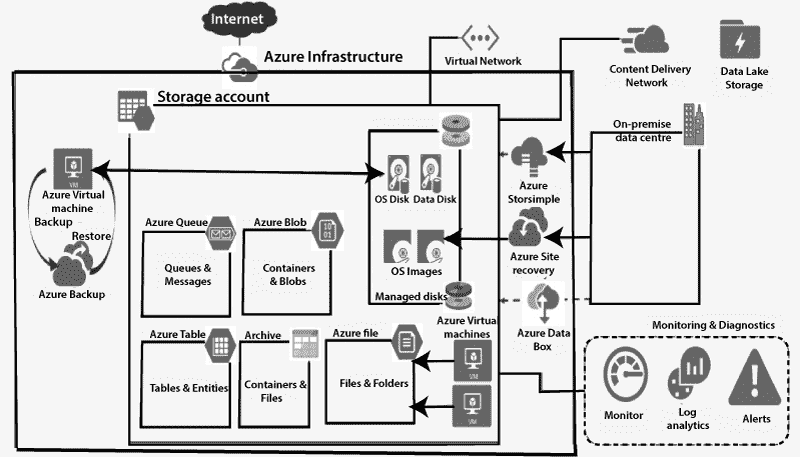 Internet
Azure Infrastructure
Virtual Network
Content Delivery
Network
Data Lake
Storage
Storage account
On-premise
data centre
VM
Azure Virtual
machine
Backup
Restore
Azure Backup
OS Disk
Data Disk
Azure
Storsimple
Azure Queue
Queues &
Messages
Azure Blob
10
01
Containers
& Blobs
OS Images
Managed disks
Azure Site
recovery
Azure Virtual
machines
Azure Data
Box
Azure Table
Tables & Entities
Archive
Containers &
Files
Azure file
Files & Folders
VM
VM
Monitoring & Diagnostics
Monitor
Log
analytics
Alerts